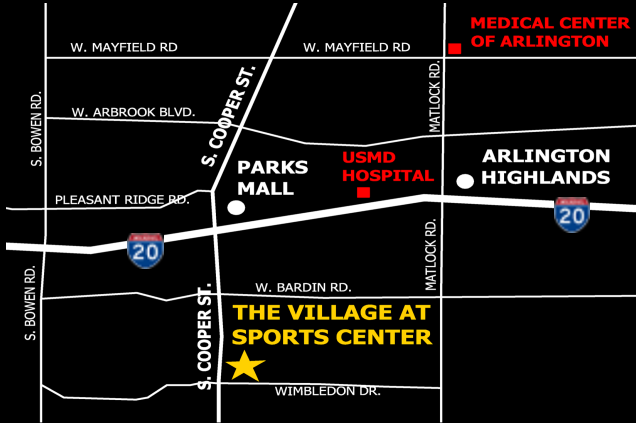 MEDICAL CENTER
OF ARLINGTON
W. MAYFIELD RD
W. MAYFIELD RD
S. COOPER ST.
MATLOCK RD.
S. BOWEN RD.
W. ARBROOK BLVD.
PARKS
MALL
USMD
HOSPITAL
ARLINGTON
HIGHLANDS
PLEASANT RIDGE RD.
20
20
MATLOCK RD.
S. BOWEN RD.
W. BARDIN RD.
S. COOPER ST.
THE VILLAGE AT
SPORTS CENTER
WIMBLEDON DR.